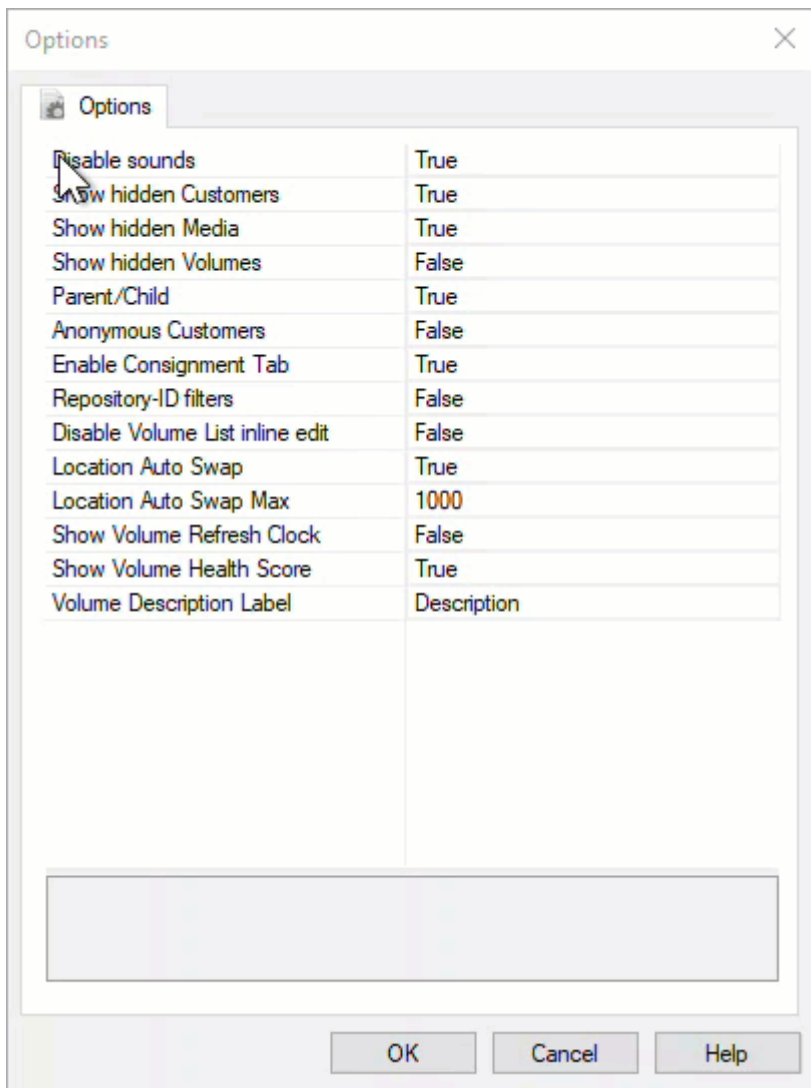 Options
Options
Disable sounds True
Show hidden Customers True
Show hidden Media True
Show hidden Volumes False
Parent/Child True
Anonymous Customers False
Enable Consignment Tab True
Repository-ID filters False
Disable Volume List inline edit False
Location Auto Swap True
Location Auto Swap Max 1000
Show Volume Refresh Clock False
Show Volume Health Score True
Volume Description Label Description
OK Cancel Help